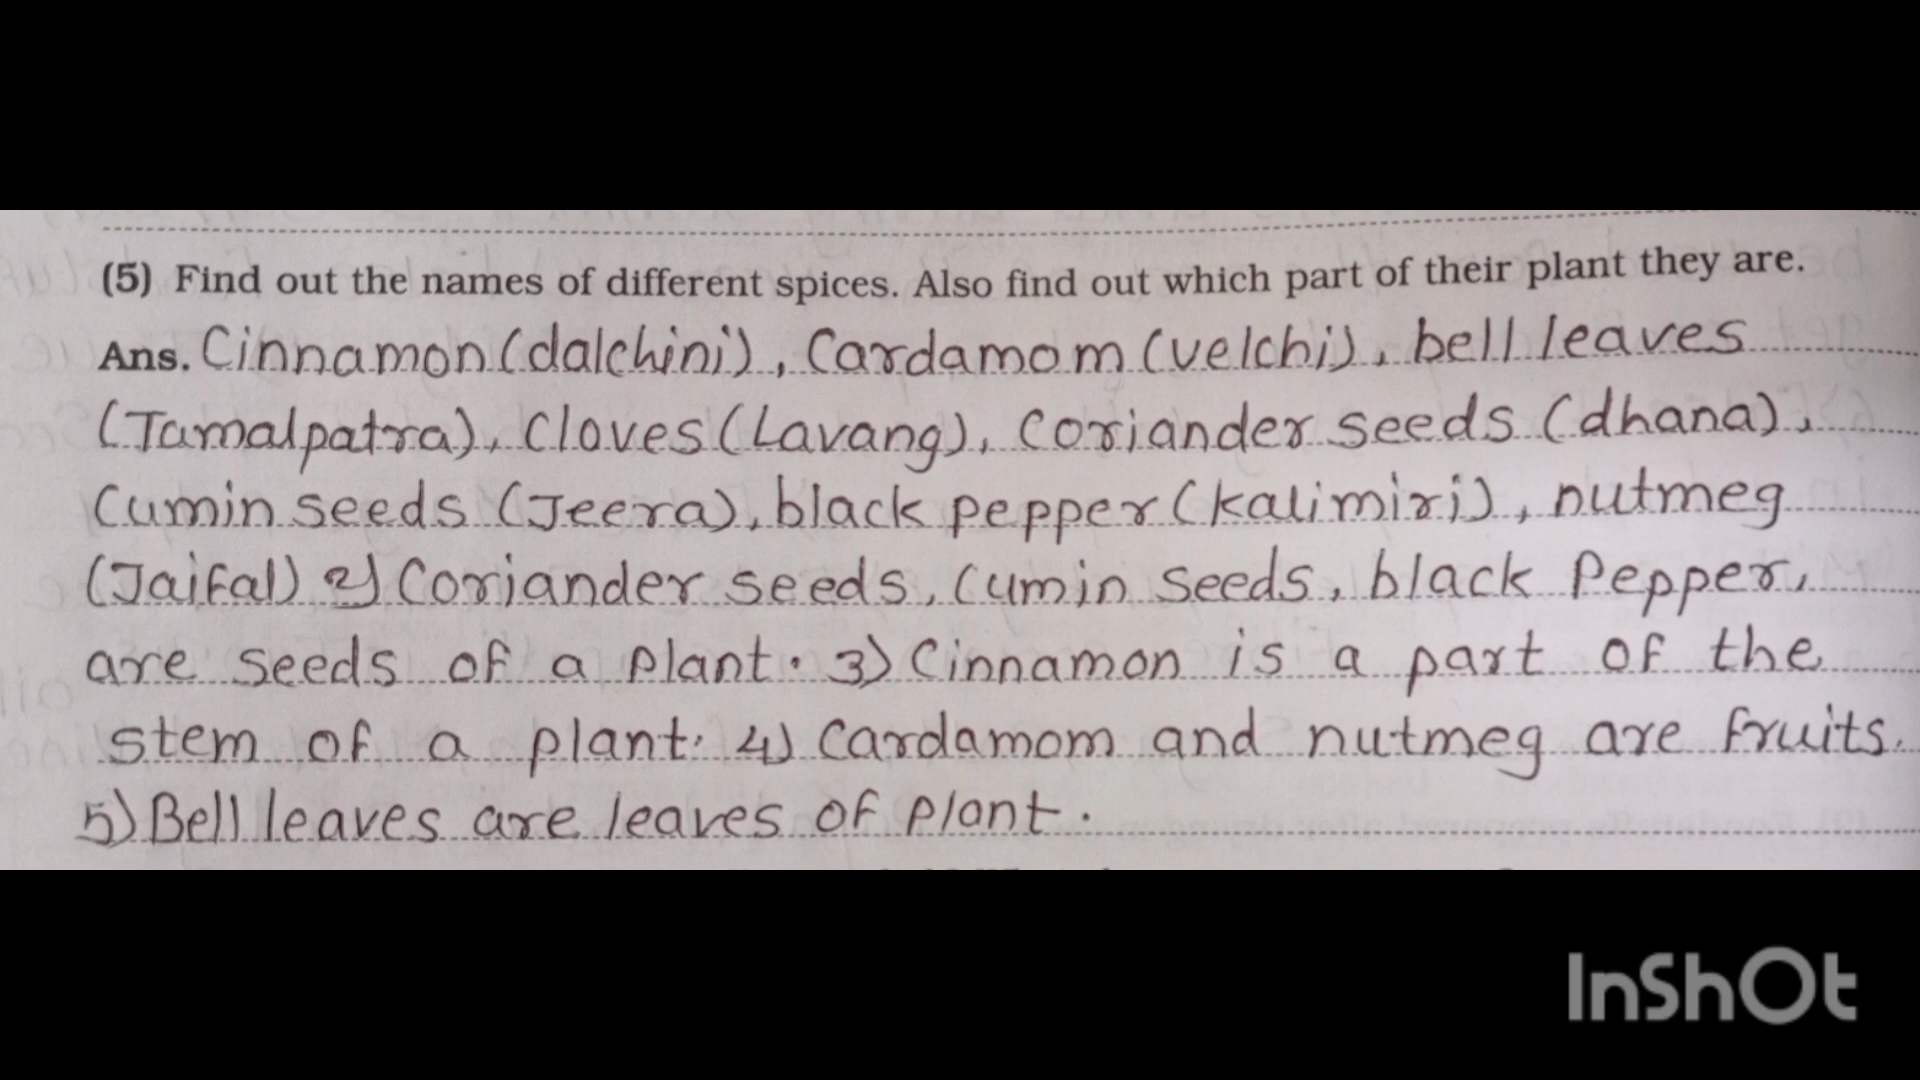 (5) Find out the names of different spices. Also find out which part of their plant they are.
Ans. Cinnamon (dalchini), Cardamom (velchi), bell leaves
(Tamalpatra), Cloves (Lavang), Coriander seeds (dhana),
Cumin seeds (Jeera), black pepper (kalimiri), nutmeg
(Jaifal) 2) Coriander seeds, Cumin seeds, black Pepper,
are seeds of a plant. 3) Cinnamon is a part of the
stem of a plant. 4) Cardamom and nutmeg are fruits.
5) Bell leaves are leaves of plant.
InShOt